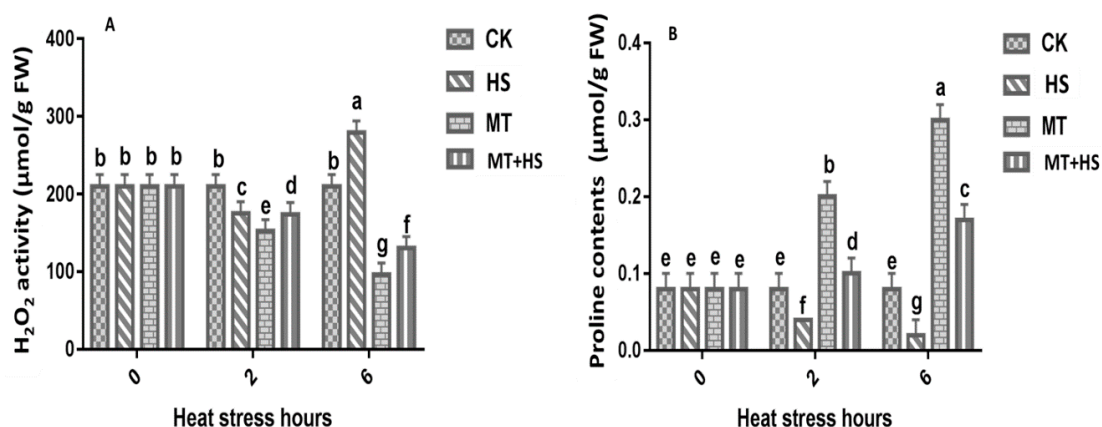 A
H₂O₂ activity (μmol/g FW)
400
300
200
100
0
b b b b
b c e d
b a g f
0 2 6
Heat stress hours
CK
HS
MT
MT+HS
B
Proline contents (μmol/g FW)
0.4
0.3
0.2
0.1
0.0
e e e e
e f b d
e g a c
0 2 6
Heat stress hours
CK
HS
MT
MT+HS